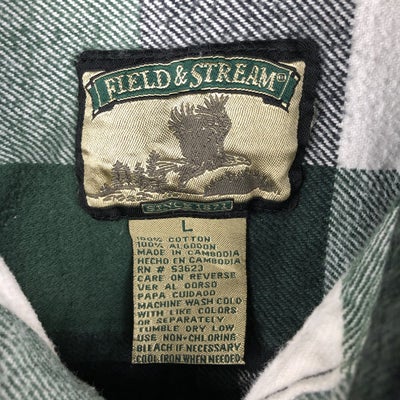 FIELD & STREAM
SINCE 1871
L
100% COTTON
100% ALGODON
MADE IN CAMBODIA
HECHO EN CAMBODIA
RN # 53623
CARE ON REVERSE
VER AL DORSO
PAPA CUIDADO
MACHINE WASH COLD
WITH LIKE COLORS
OR SEPARATELY
TUMBLE DRY LOW
USE NON-CHLORINE
BLEACH IF NECESSARY
COOL IRON WHEN NEEDED